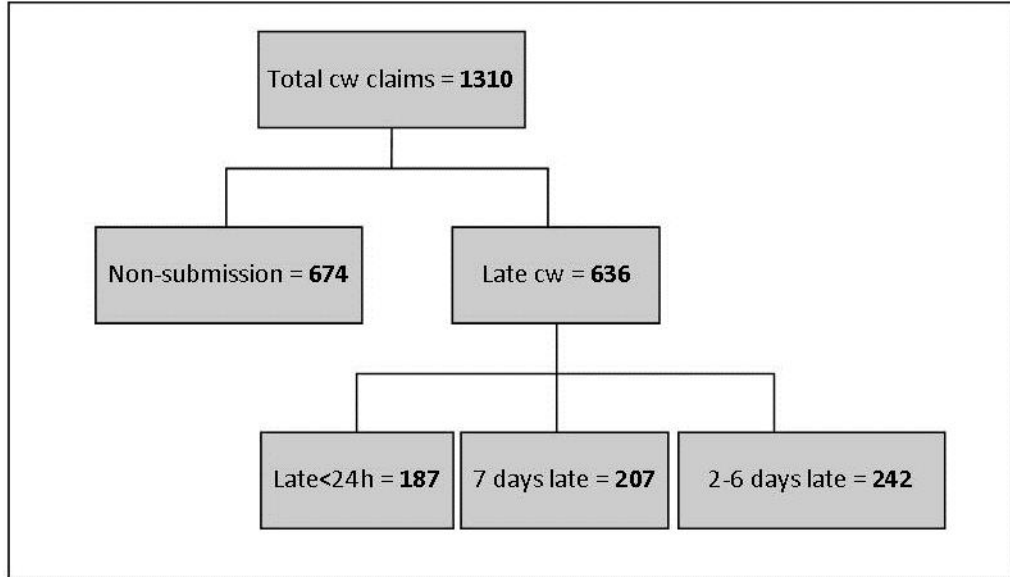 Total cw claims = 1310
Non-submission = 674
Late cw = 636
Late<24h = 187
7 days late = 207
2-6 days late = 242